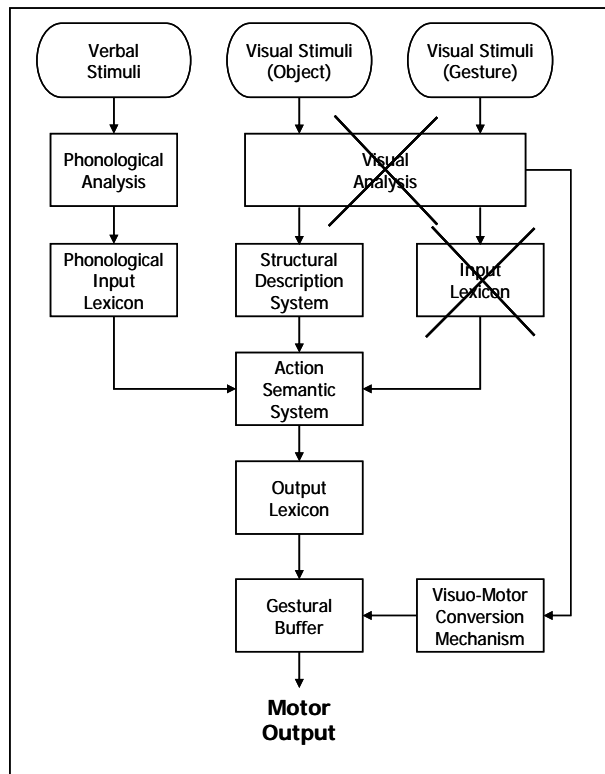 Verbal
Stimuli
Visual Stimuli
(Object)
Visual Stimuli
(Gesture)
Phonological
Analysis
Visual
Analysis
Phonological
Input
Lexicon
Structural
Description
System
Input
Lexicon
Action
Semantic
System
Output
Lexicon
Gestural
Buffer
Visuo-Motor
Conversion
Mechanism
Motor
Output